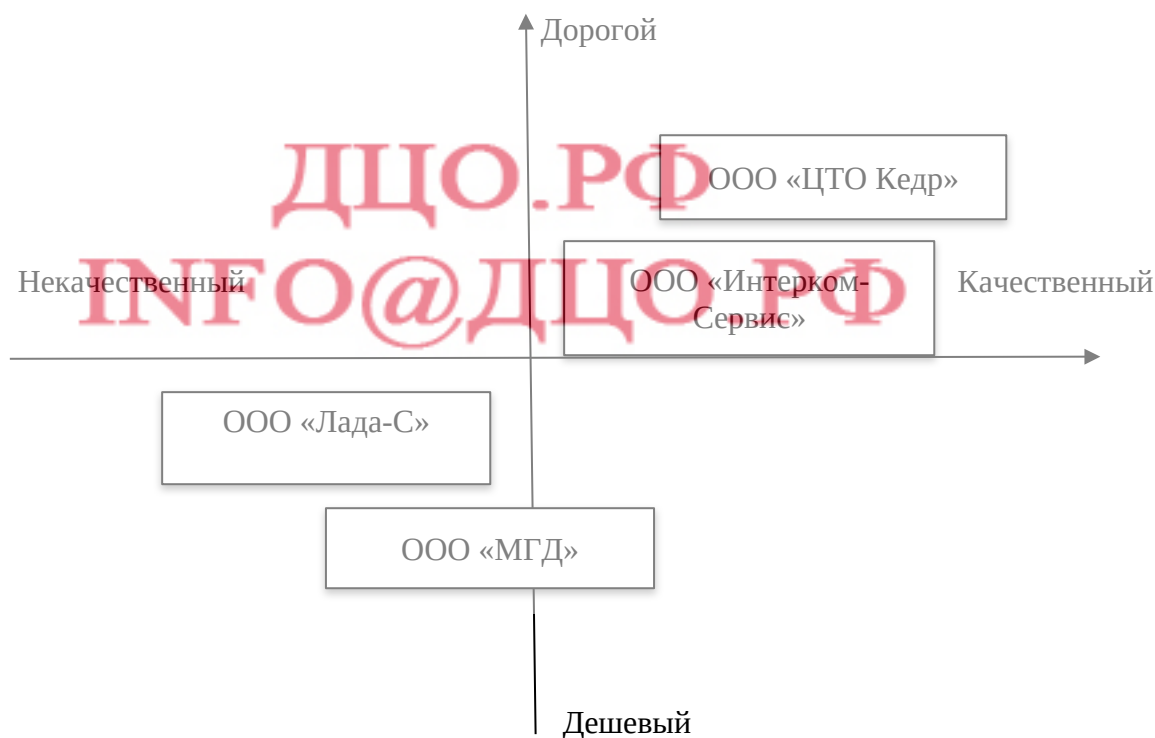 Дорогой
ДЦО.РФ
ООО «ЦТО Кедр»
INFO@ДЦО.РФ
Некачественный
ООО «Интерком-
Сервис»
Качественный
ООО «Лада-С»
ООО «МГД»
Дешевый